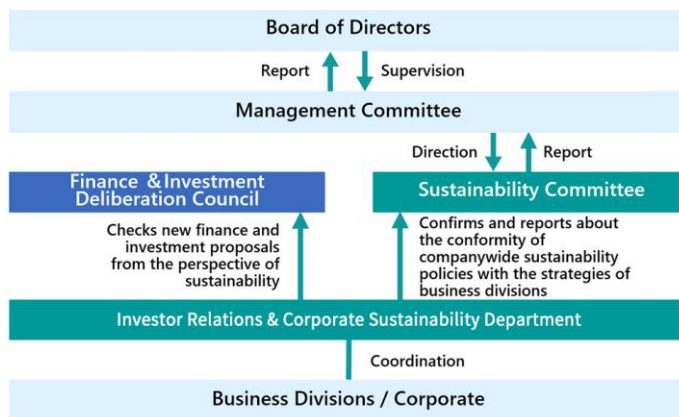 Board of Directors
Report
Supervision
Management Committee
Direction
Report
Finance & Investment
Deliberation Council
Sustainability Committee
Checks new finance and
investment proposals
from the perspective of
sustainability
Confirms and reports about
the conformity of
companywide sustainability
policies with the strategies of
business divisions
Investor Relations & Corporate Sustainability Department
Coordination
Business Divisions / Corporate